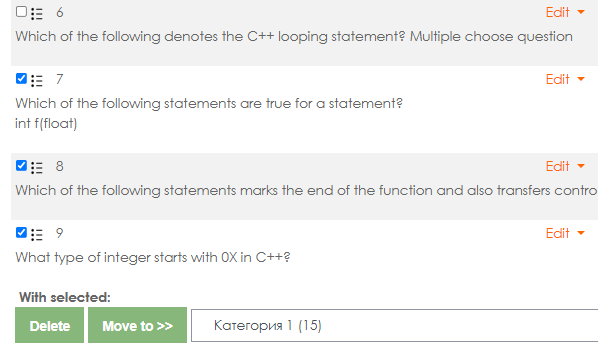 6 Edit
Which of the following denotes the C++ looping statement? Multiple choose question
7 Edit
Which of the following statements are true for a statement?
int f(float)
8 Edit
Which of the following statements marks the end of the function and also transfers contro
9 Edit
What type of integer starts with 0X in C++?
With selected:
Delete Move to >> Категория 1 (15)